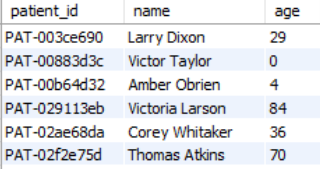 patient_id name age
PAT-003ce690 Larry Dixon 29
PAT-00883d3c Victor Taylor 0
PAT-00b64d32 Amber Obrien 4
PAT-029113eb Victoria Larson 84
PAT-02ae68da Corey Whitaker 36
PAT-02f2e75d Thomas Atkins 70